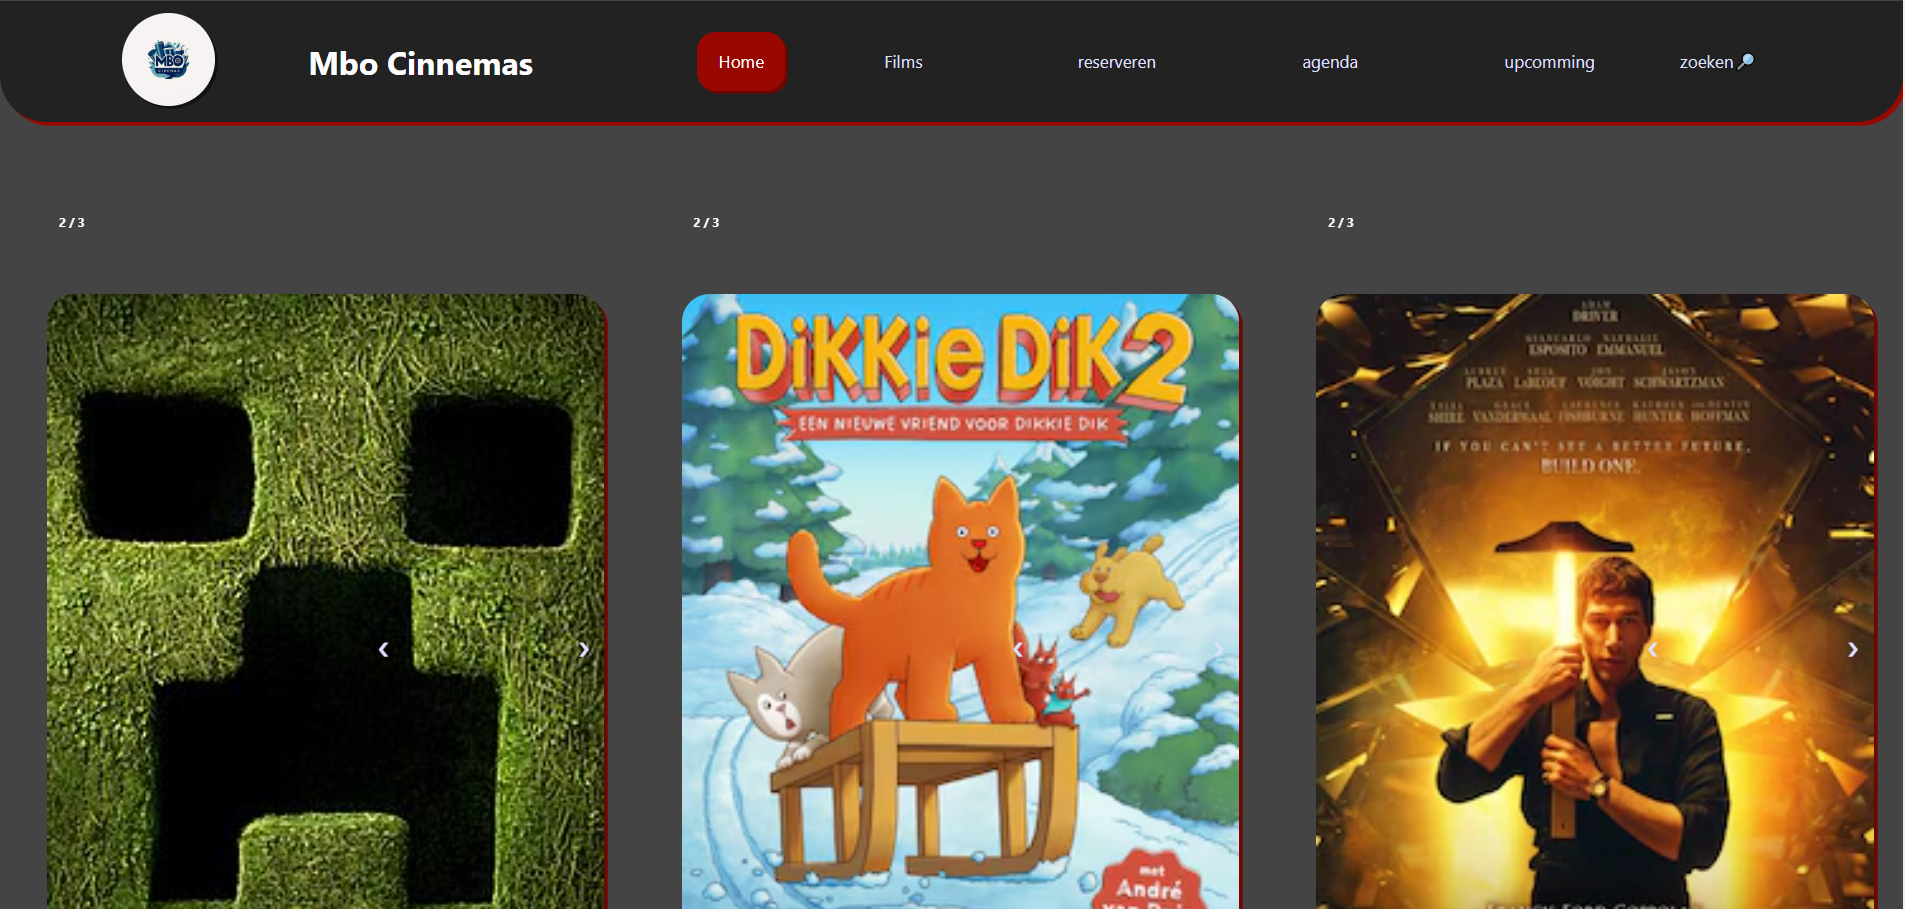 MBO
CINEMAS
Mbo Cinnemas
Home
Films
reserveren
agenda
upcomming
zoeken🔎
2 / 3
2 / 3
2 / 3
❮
❯
DiKKie DiK 2
EEN NIEUWE VRIEND VOOR DIKKIE DIK
❮
❯
met
André
ADAM
DRIVER
GIANCARLO NATHALIE
ESPOSITO EMMANUEL
AUBREY SHIA JON JASON
PLAZA LaBEOUF VOIGHT SCHWARTZMAN
TALIA GRACE LAURENCE KATHRYN AND DUSTIN
SHIRE VANDERWAAL FISHBURNE HUNTER HOFFMAN
IF YOU CAN'T SEE A BETTER FUTURE,
BUILD ONE.
❮
❯